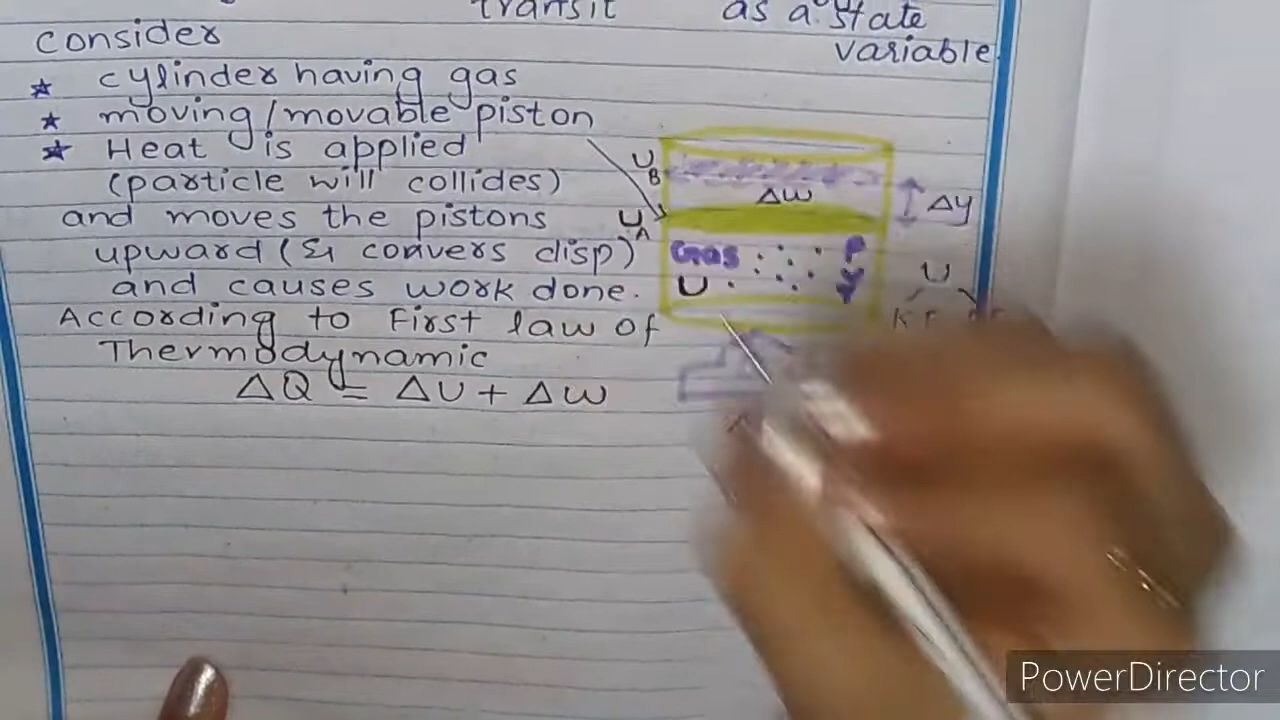 transit as a state
consider variable
cylinder having gas
moving/movable piston
Heat is applied
(particle will collides)
and moves the pistons
upward (& convers disp)
and causes work done.
According to First law of
Thermodynamic
ΔQ = ΔU + ΔW
U_B
ΔW
Δy
U_A
Gas P
U V
U
PowerDirector